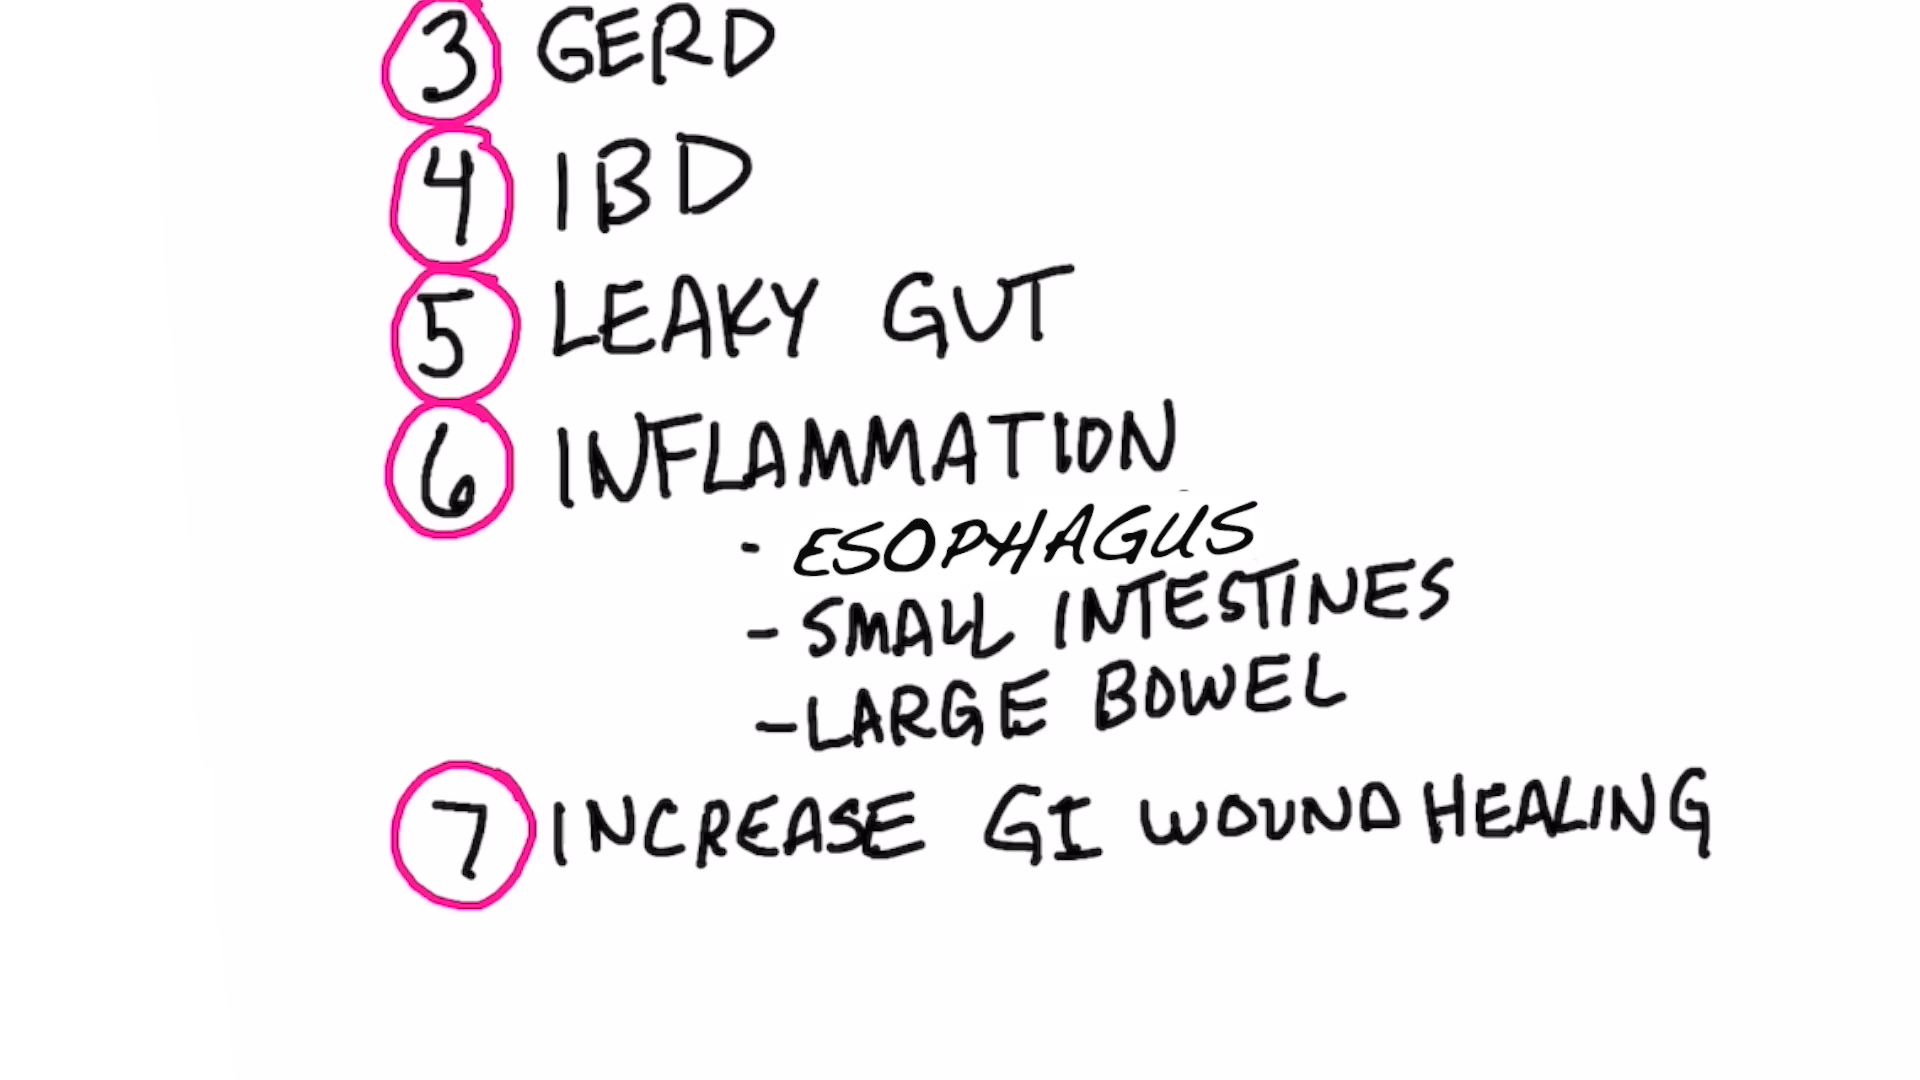 3 GERD
4 IBD
5 LEAKY GUT
6 INFLAMMATION
- ESOPHAGUS
- SMALL INTESTINES
- LARGE BOWEL
7 INCREASE GI WOUND HEALING